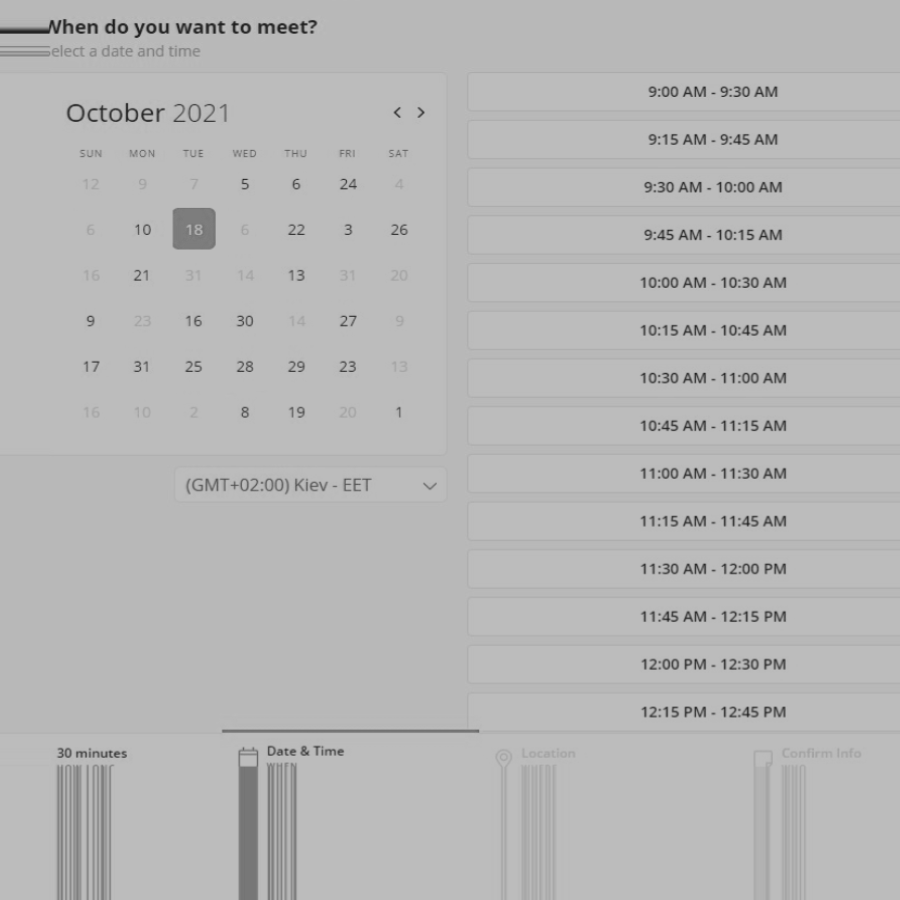 When do you want to meet?
elect a date and time
October 2021
< >
SUN MON TUE WED THU FRI SAT
12 9 7 5 6 24 4
6 10 18 6 22 3 26
16 21 31 14 13 31 20
9 23 16 30 14 27 9
17 31 25 28 29 23 13
16 10 2 8 19 20 1
(GMT+02:00) Kiev - EET
9:00 AM - 9:30 AM
9:15 AM - 9:45 AM
9:30 AM - 10:00 AM
9:45 AM - 10:15 AM
10:00 AM - 10:30 AM
10:15 AM - 10:45 AM
10:30 AM - 11:00 AM
10:45 AM - 11:15 AM
11:00 AM - 11:30 AM
11:15 AM - 11:45 AM
11:30 AM - 12:00 PM
11:45 AM - 12:15 PM
12:00 PM - 12:30 PM
12:15 PM - 12:45 PM
30 minutes
Date & Time
WHEN
Location
Confirm Info